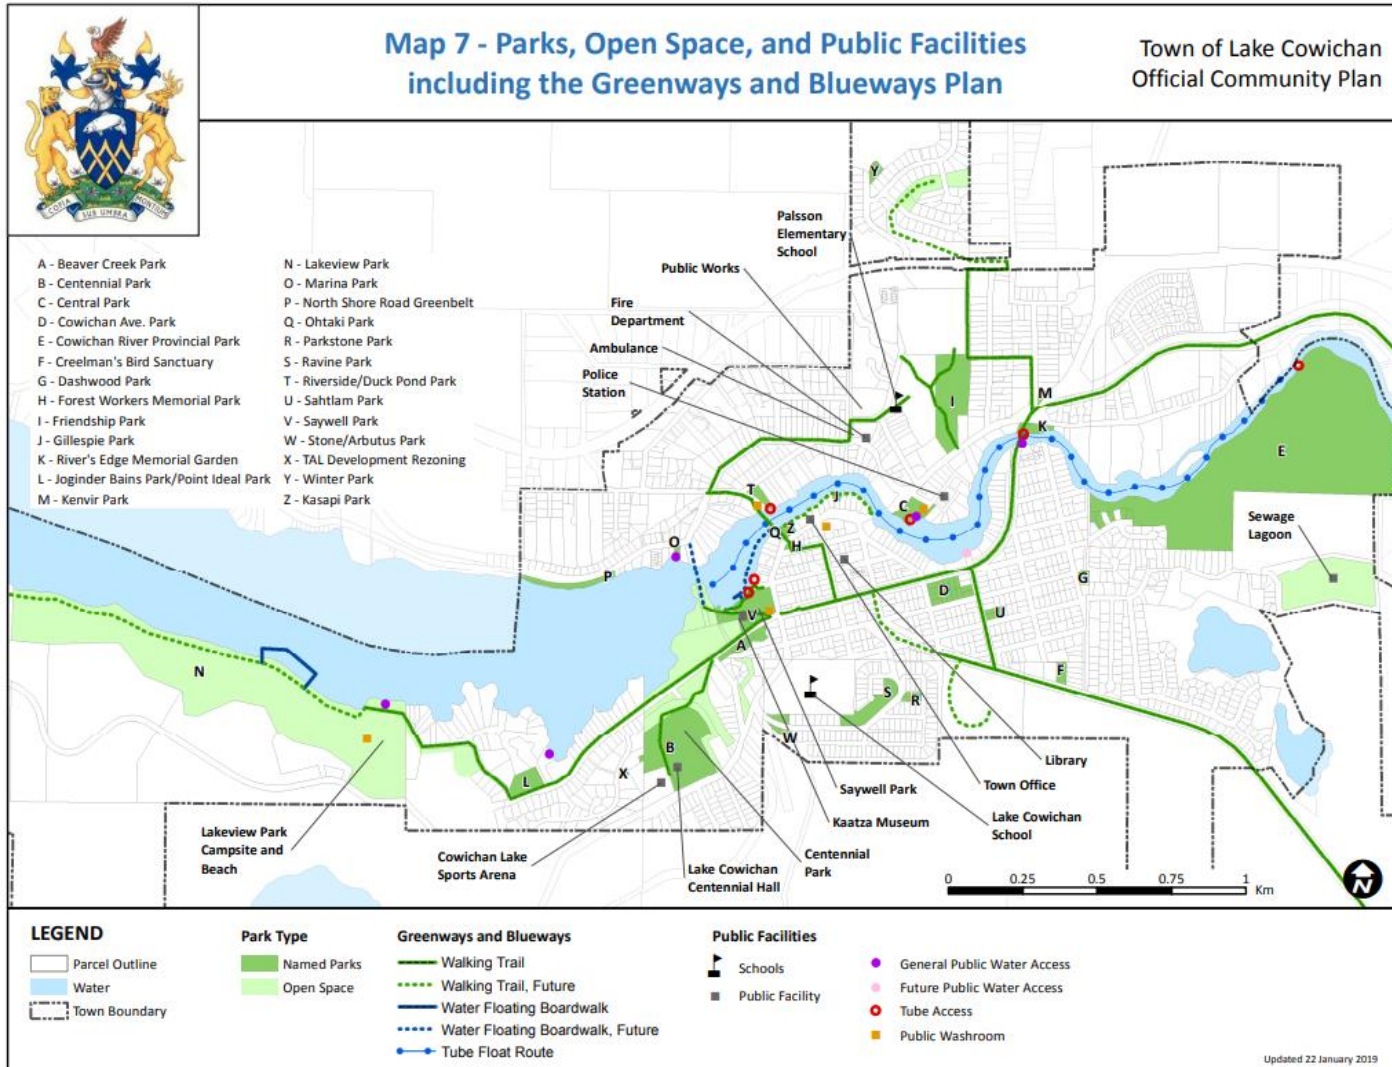 Map 7 - Parks, Open Space, and Public Facilities
including the Greenways and Blueways Plan
Town of Lake Cowichan
Official Community Plan
COPIA
SUB UMBRA
MONTIUM
A - Beaver Creek Park
B - Centennial Park
C - Central Park
D - Cowichan Ave. Park
E - Cowichan River Provincial Park
F - Creelman's Bird Sanctuary
G - Dashwood Park
H - Forest Workers Memorial Park
I - Friendship Park
J - Gillespie Park
K - River's Edge Memorial Garden
L - Joginder Bains Park/Point Ideal Park
M - Kenvir Park
N - Lakeview Park
O - Marina Park
P - North Shore Road Greenbelt
Q - Ohtaki Park
R - Parkstone Park
S - Ravine Park
T - Riverside/Duck Pond Park
U - Sahtlam Park
V - Saywell Park
W - Stone/Arbutus Park
X - TAL Development Rezoning
Y - Winter Park
Z - Kasapi Park
Y
Palsson
Elementary
School
Public Works
Fire
Department
Ambulance
Police
Station
M
I
K
E
T
J
C
Q
Z
H
O
P
Sewage
Lagoon
G
D
U
V
A
N
F
S
R
W
B
X
L
Library
Town Office
Saywell Park
Kaatza Museum
Lake Cowichan
School
Centennial
Park
Lake Cowichan
Centennial Hall
Cowichan Lake
Sports Arena
Lakeview Park
Campsite and
Beach
0 0.25 0.5 0.75 1
Km
N
LEGEND
Parcel Outline
Water
Town Boundary
Park Type
Named Parks
Open Space
Greenways and Blueways
Walking Trail
Walking Trail, Future
Water Floating Boardwalk
Water Floating Boardwalk, Future
Tube Float Route
Public Facilities
Schools
Public Facility
General Public Water Access
Future Public Water Access
Tube Access
Public Washroom
Updated 22 January 2019